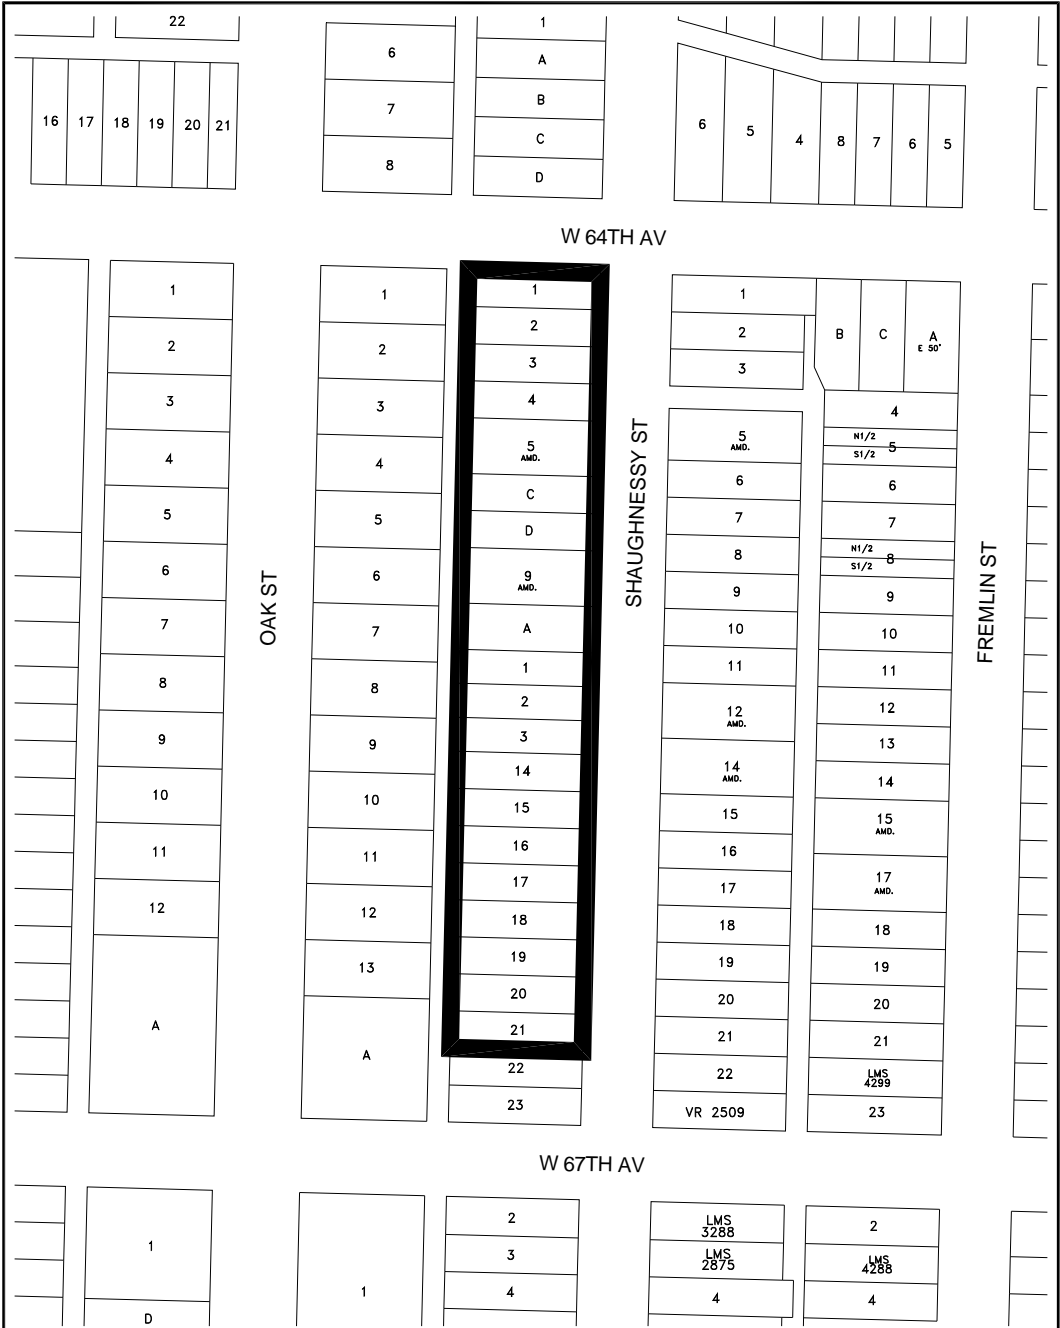 22
6
7
8
1
A
B
C
D
16 17 18 19 20 21
6 5 4 8 7 6 5
W 64TH AV
1
2
3
4
5
6
7
8
9
10
11
12
A
OAK ST
1
2
3
4
5
6
7
8
9
10
11
12
13
A
1
2
3
4
5
AMD.
C
D
9
AMD.
A
1
2
3
14
15
16
17
18
19
20
21
22
23
SHAUGHNESSY ST
1
2
3
5
AMD.
6
7
8
9
10
11
12
AMD.
14
AMD.
15
16
17
18
19
20
21
22
VR 2509
B C A
E 50'
4
N1/2
5
S1/2
6
7
N1/2
8
S1/2
9
10
11
12
13
14
15
AMD.
17
AMD.
18
19
20
21
LMS
4299
23
FREMLIN ST
W 67TH AV
1
D
1
2
3
4
LMS
3288
LMS
2875
4
2
LMS
4288
4